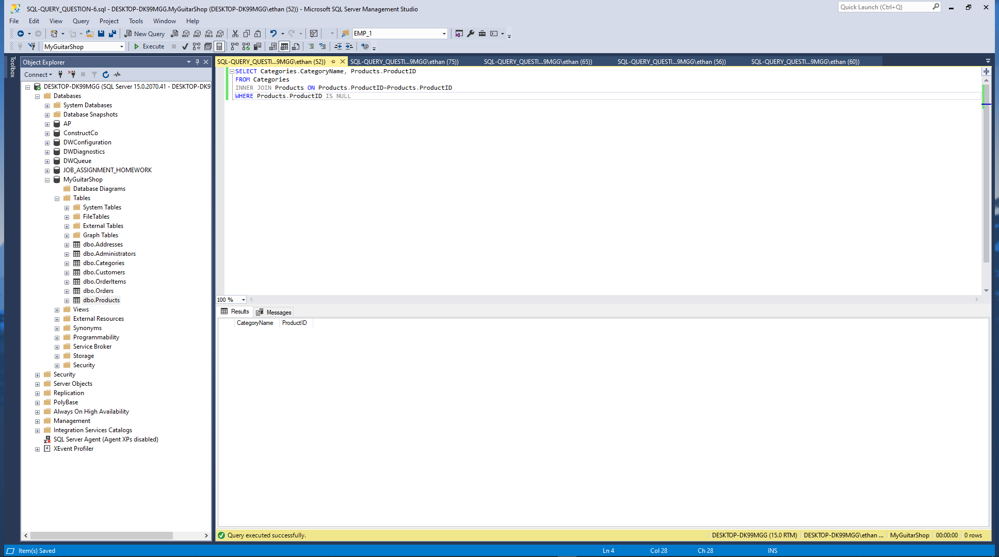 SQL-QUERY_QUESTION-6.sql - DESKTOP-DK99MGG.MyGuitarShop (DESKTOP-DK99MGG\ethan (52)) - Microsoft SQL Server Management Studio
Quick Launch (Ctrl+Q)
File Edit View Query Project Tools Window Help
New Query
MDX DMX XMLA DAX
EMP_1
MyGuitarShop
Execute
Toolbox
Object Explorer
Connect
DESKTOP-DK99MGG (SQL Server 15.0.2070.41 - DESKTOP-DK9
Databases
System Databases
Database Snapshots
AP
ConstructCo
DWConfiguration
DWDiagnostics
DWQueue
JOB_ASSIGNMENT_HOMEWORK
MyGuitarShop
Database Diagrams
Tables
System Tables
FileTables
External Tables
Graph Tables
dbo.Addresses
dbo.Administrators
dbo.Categories
dbo.Customers
dbo.OrderItems
dbo.Orders
dbo.Products
Views
External Resources
Synonyms
Programmability
Service Broker
Storage
Security
Security
Server Objects
Replication
PolyBase
Always On High Availability
Management
Integration Services Catalogs
SQL Server Agent (Agent XPs disabled)
XEvent Profiler
SQL-QUERY_QUESTI...9MGG\ethan (52)) SQL-QUERY_QUESTI...9MGG\ethan (75)) SQL-QUERY_QUESTI...9MGG\ethan (65)) SQL-QUERY_QUESTI...9MGG\ethan (56)) SQL-QUERY_QUESTI...9MGG\ethan (60))
SELECT Categories.CategoryName, Products.ProductID
FROM Categories
INNER JOIN Products ON Products.ProductID=Products.ProductID
WHERE Products.ProductID IS NULL
100 %
Results Messages
CategoryName ProductID
Query executed successfully.
DESKTOP-DK99MGG (15.0 RTM) DESKTOP-DK99MGG\ethan ... MyGuitarShop 00:00:00 0 rows
Item(s) Saved Ln 4 Col 28 Ch 28 INS